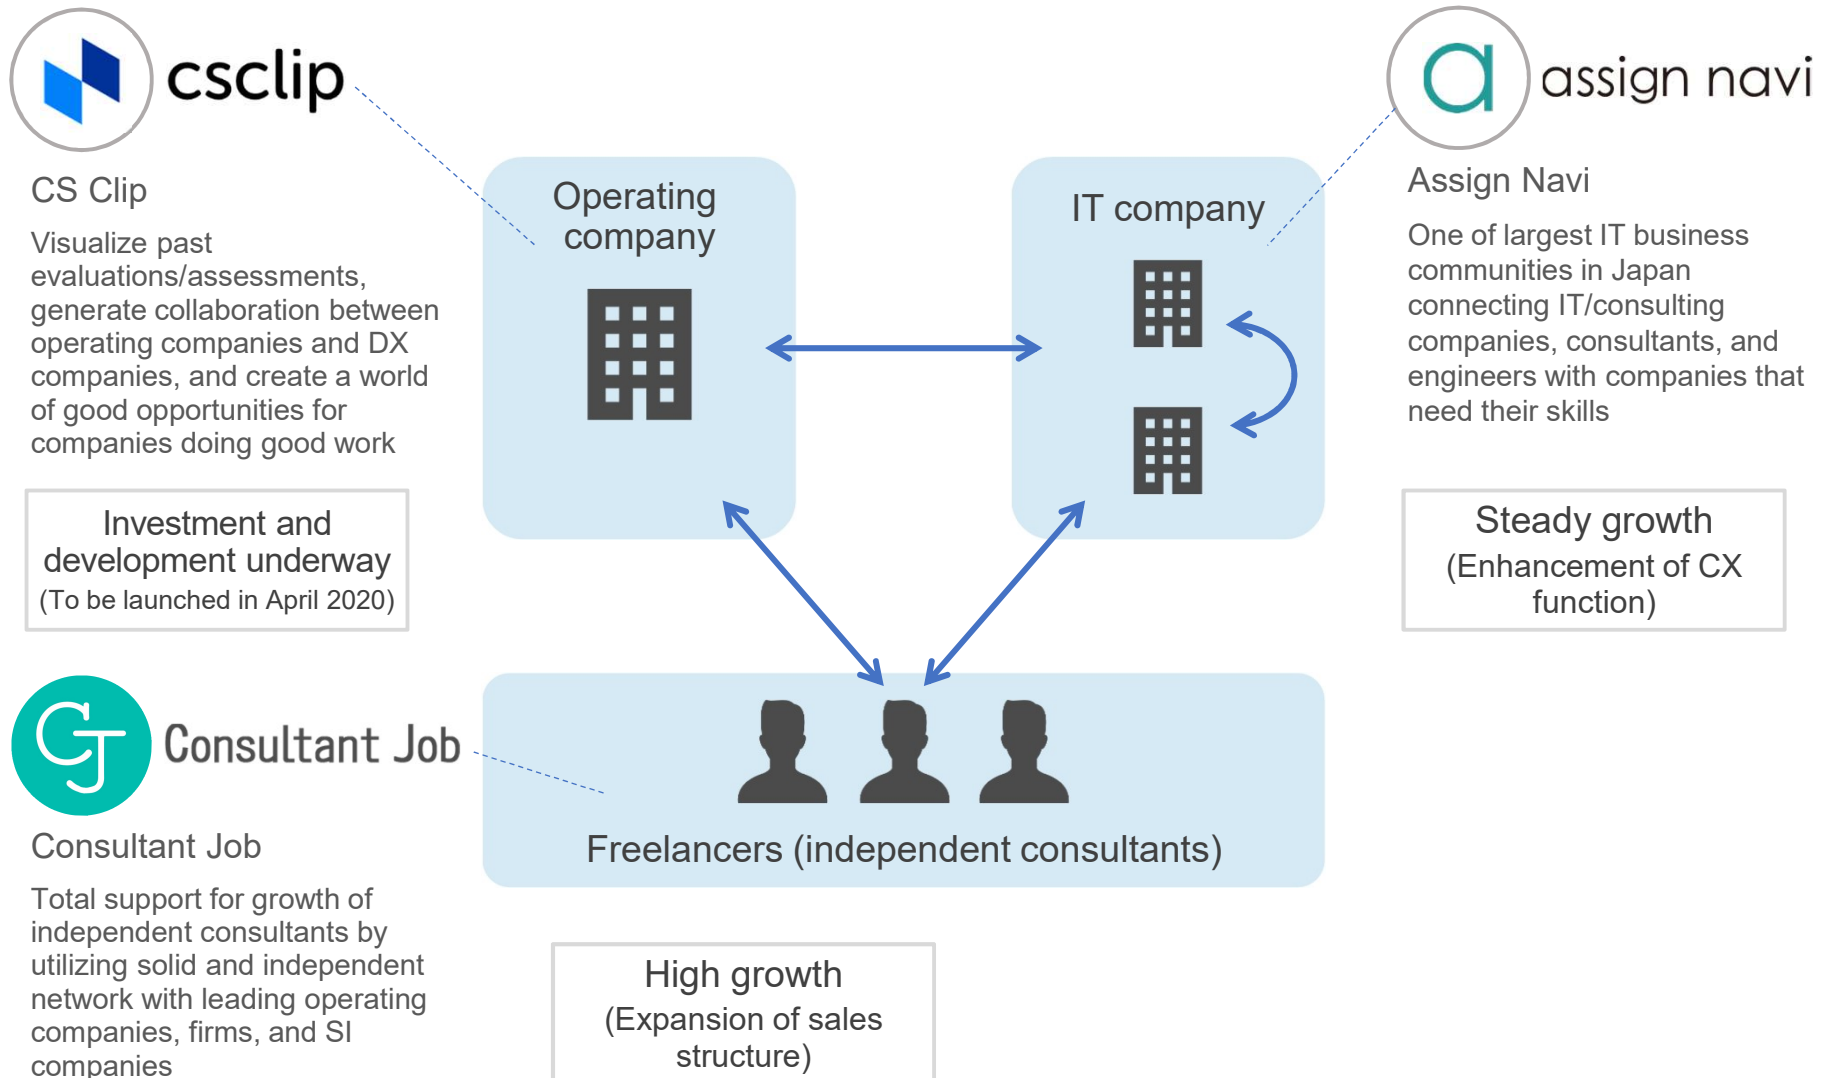 csclip
CS Clip
Visualize past
evaluations/assessments,
generate collaboration between
operating companies and DX
companies, and create a world
of good opportunities for
companies doing good work
Investment and
development underway
(To be launched in April 2020)
Operating
company
IT company
a
assign navi
Assign Navi
One of largest IT business
communities in Japan
connecting IT/consulting
companies, consultants, and
engineers with companies that
need their skills
Steady growth
(Enhancement of CX
function)
CJ
Consultant Job
Consultant Job
Total support for growth of
independent consultants by
utilizing solid and independent
network with leading operating
companies, firms, and SI
companies
Freelancers (independent consultants)
High growth
(Expansion of sales
structure)